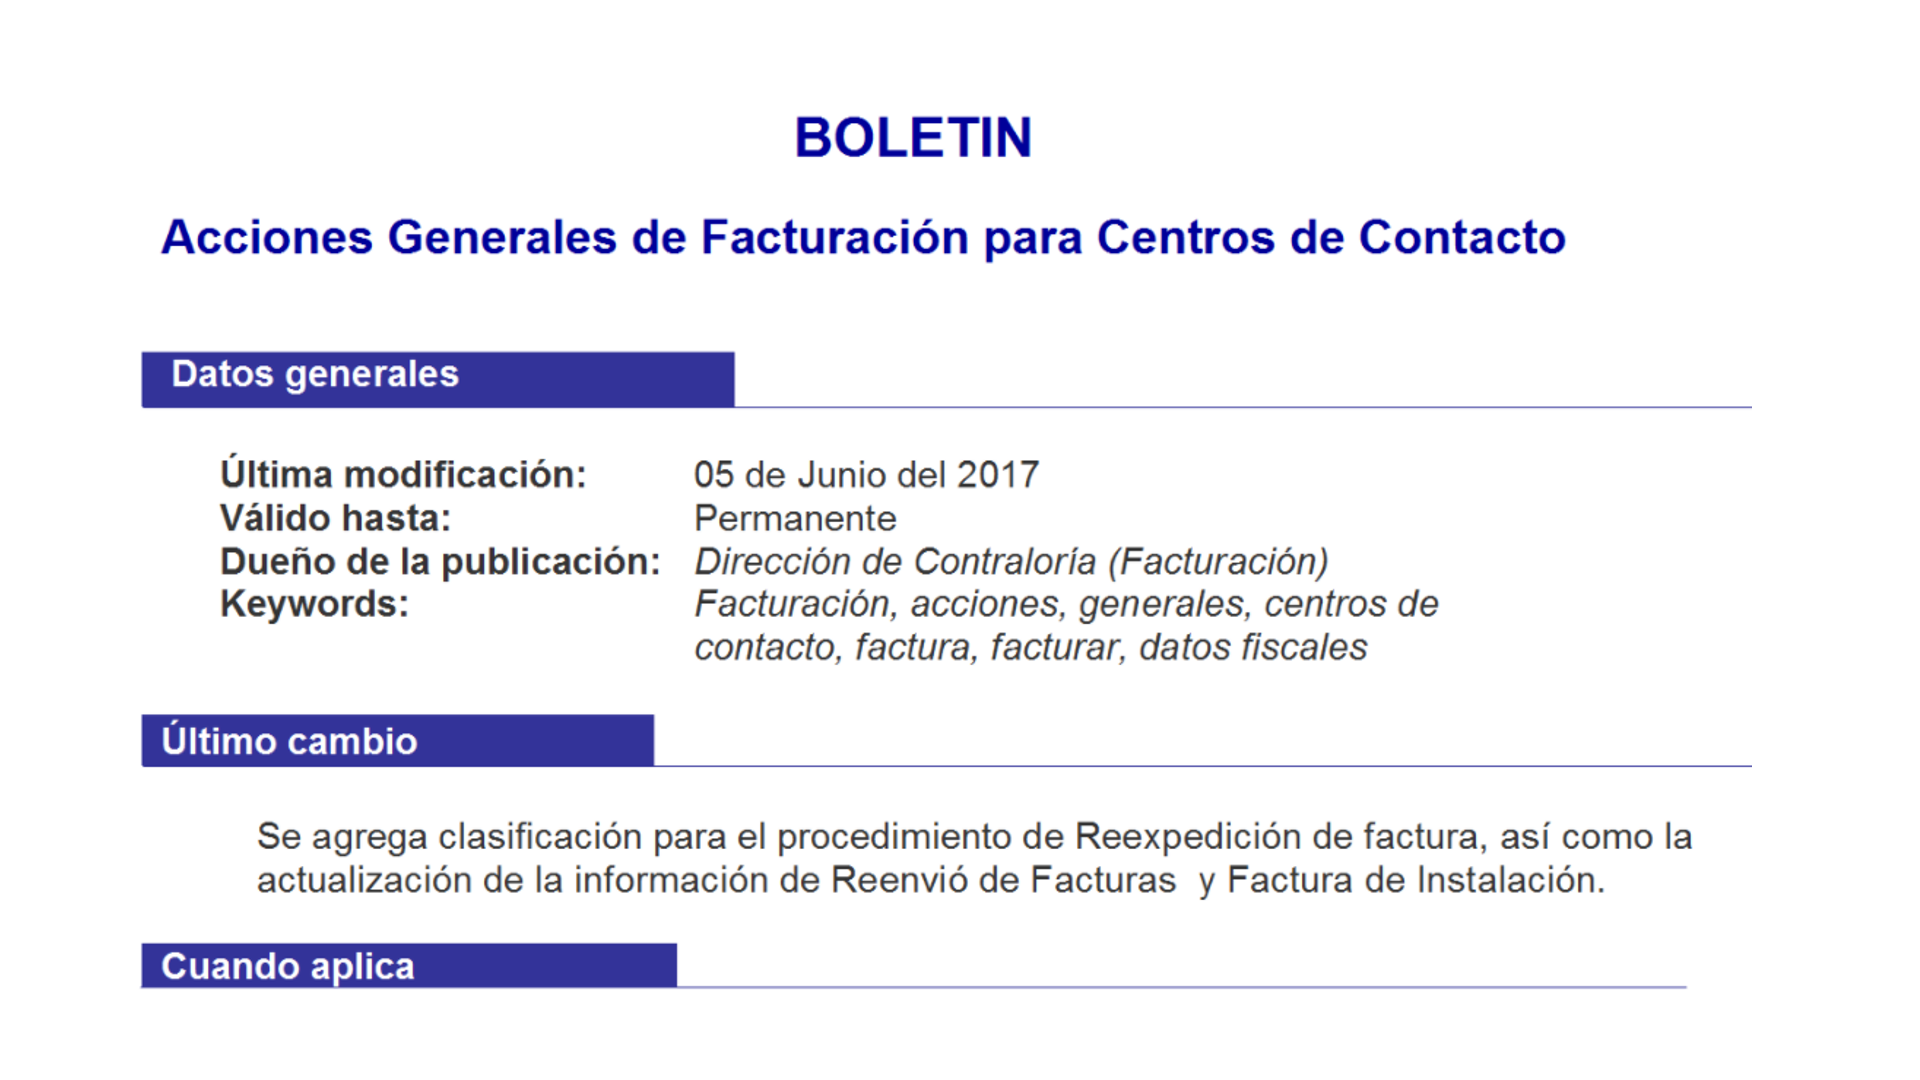 BOLETIN
Acciones Generales de Facturación para Centros de Contacto
Datos generales
Última modificación: 05 de Junio del 2017
Válido hasta: Permanente
Dueño de la publicación: Dirección de Contraloría (Facturación)
Keywords: Facturación, acciones, generales, centros de
contacto, factura, facturar, datos fiscales
Último cambio
Se agrega clasificación para el procedimiento de Reexpedición de factura, así como la
actualización de la información de Reenvió de Facturas y Factura de Instalación.
Cuando aplica